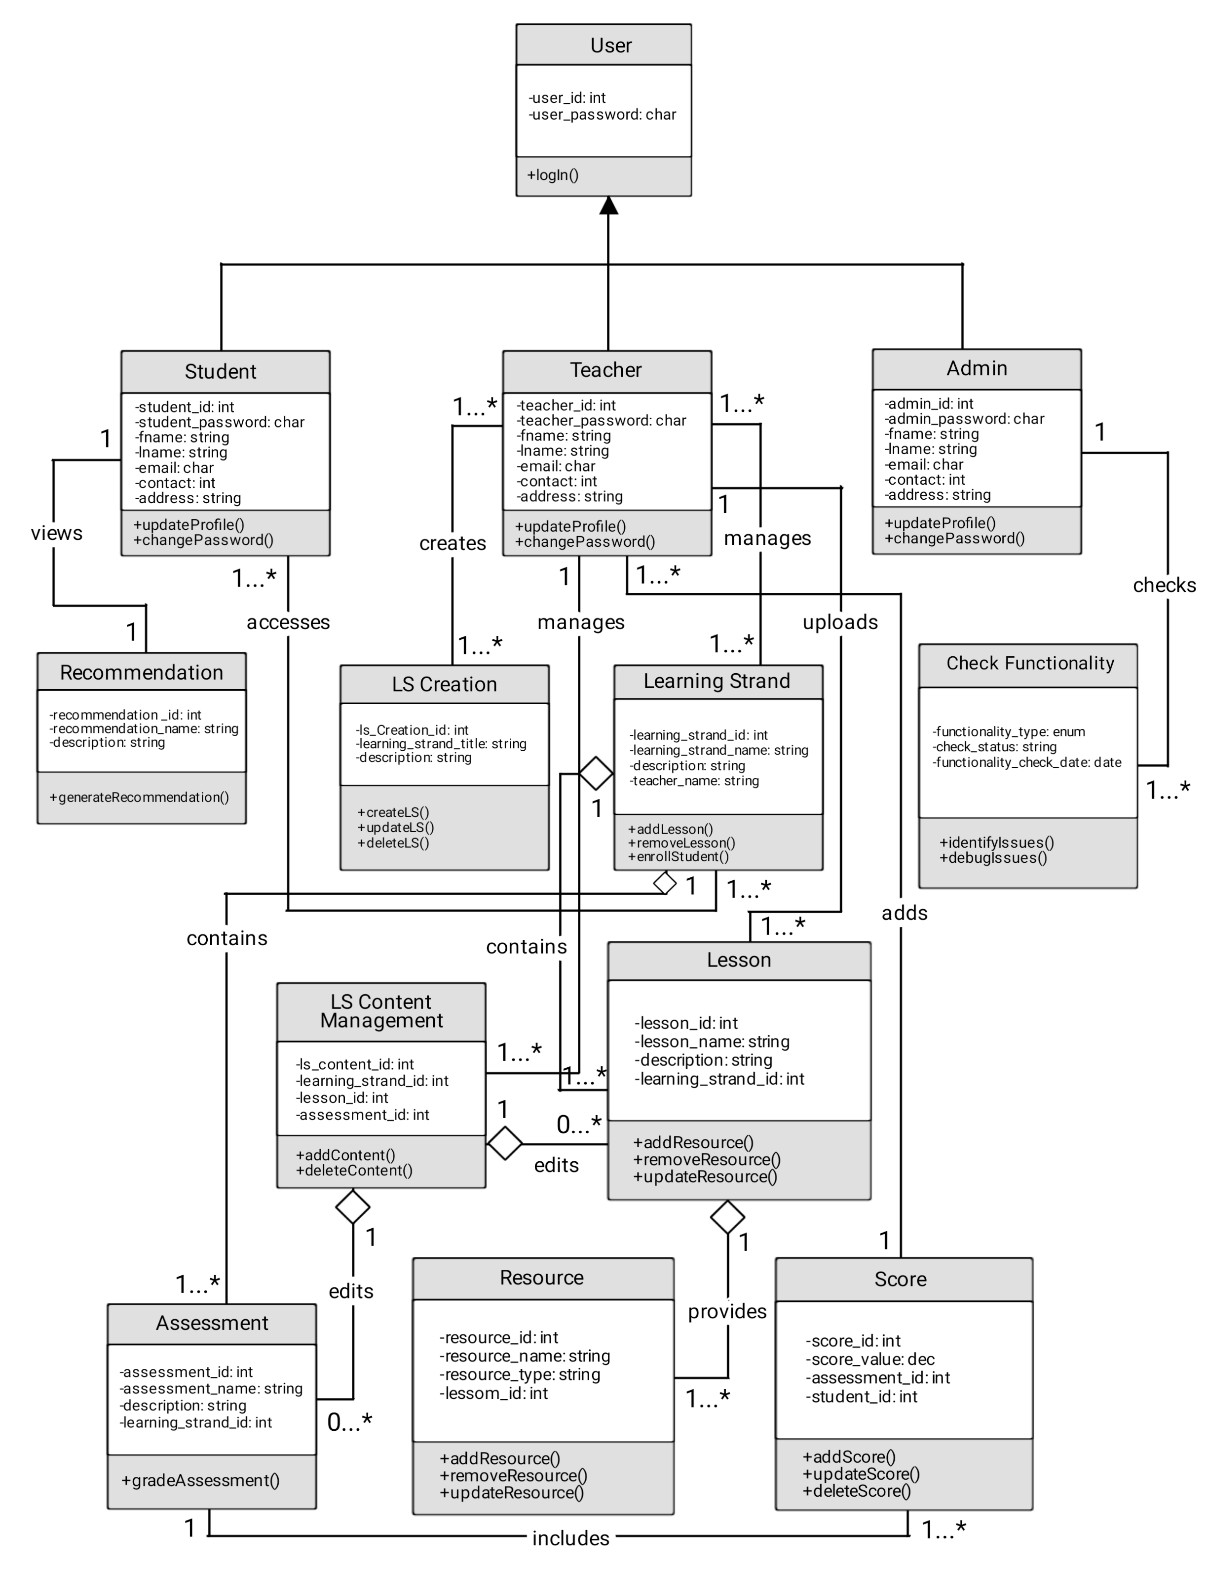 User
-user_id: int
-user_password: char
+logIn()
Student
-student_id: int
-student_password: char
-fname: string
-lname: string
-email: char
-contact: int
-address: string
+updateProfile()
+changePassword()
Teacher
-teacher_id: int
-teacher_password: char
-fname: string
-lname: string
-email: char
-contact: int
-address: string
+updateProfile()
+changePassword()
Admin
-admin_id: int
-admin_password: char
-fname: string
-lname: string
-email: char
-contact: int
-address: string
+updateProfile()
+changePassword()
1
views
1
1...*
accesses
1...*
creates
1...*
1
manages
1...*
manages
1...*
1
uploads
1...*
1
checks
1...*
Recommendation
-recommendation _id: int
-recommendation_name: string
-description: string
+generateRecommendation()
LS Creation
-ls_Creation_id: int
-learning_strand_title: string
-description: string
+createLS()
+updateLS()
+deleteLS()
Learning Strand
-learning_strand_id: int
-learning_strand_name: string
-description: string
-teacher_name: string
+addLesson()
+removeLesson()
+enrollStudent()
Check Functionality
-functionality_type: enum
-check_status: string
-functionality_check_date: date
+identifyIssues()
+debugIssues()
1
1
1...*
1...*
contains
contains
adds
LS Content
Management
-ls_content_id: int
-learning_strand_id: int
-lesson_id: int
-assessment_id: int
+addContent()
+deleteContent()
1...*
1...*
1
0...*
edits
Lesson
-lesson_id: int
-lesson_name: string
-description: string
-learning_strand_id: int
+addResource()
+removeResource()
+updateResource()
1
edits
1
provides
1
1...*
Assessment
-assessment_id: int
-assessment_name: string
-description: string
-learning_strand_id: int
+gradeAssessment()
0...*
Resource
-resource_id: int
-resource_name: string
-resource_type: string
-lessom_id: int
+addResource()
+removeResource()
+updateResource()
1...*
Score
-score_id: int
-score_value: dec
-assessment_id: int
-student_id: int
+addScore()
+updateScore()
+deleteScore()
1
includes
1...*